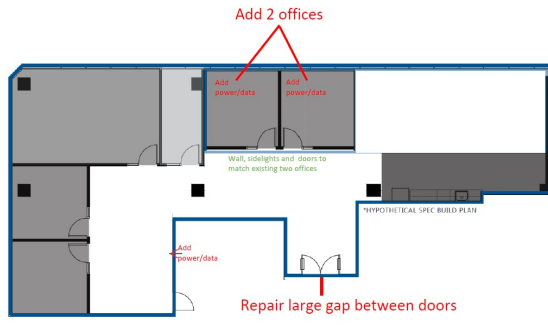 Add 2 offices
Add
power/data
Add
power/data
Wall, sidelights and doors to
match existing two offices
*HYPOTHETICAL SPEC BUILD PLAN
Add
power/data
Repair large gap between doors